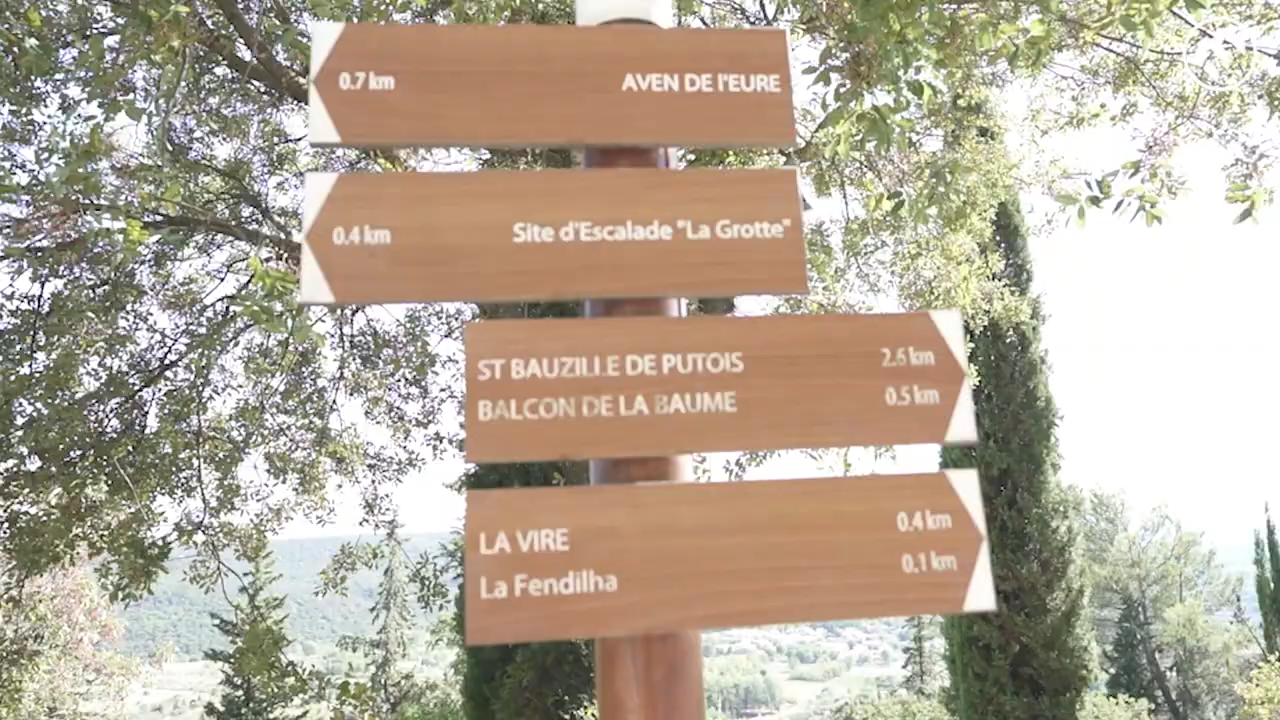 0.7 km AVEN DE l'EURE
0.4 km Site d'Escalade "La Grotte"
ST BAUZILLE DE PUTOIS 2.6 km
BALCON DE LA BAUME 0.5 km
LA VIRE 0.4 km
La Fendilha 0.1 km